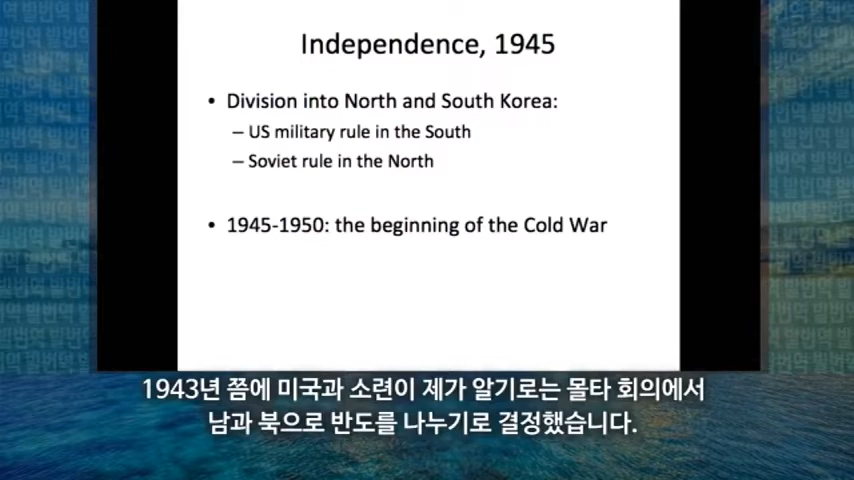 Independence, 1945
• Division into North and South Korea:
– US military rule in the South
– Soviet rule in the North
• 1945-1950: the beginning of the Cold War
1943년 쯤에 미국과 소련이 제가 알기로는 몰타 회의에서
남과 북으로 반도를 나누기로 결정했습니다.